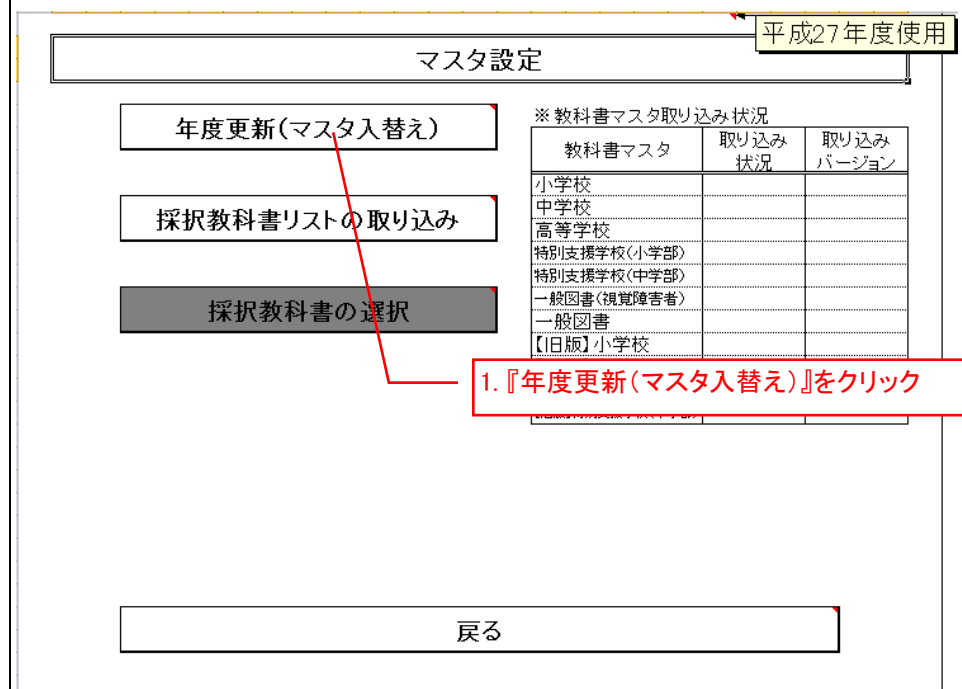 平成27年度使用
マスタ設定
年度更新(マスタ入替え)
採択教科書リストの取り込み
採択教科書の選択
※教科書マスタ取り込み状況
教科書マスタ 取り込み状況 取り込みバージョン
小学校
中学校
高等学校
特別支援学校(小学部)
特別支援学校(中学部)
一般図書(視覚障害者)
一般図書
【旧版】小学校
1.『年度更新(マスタ入替え)』をクリック
戻る